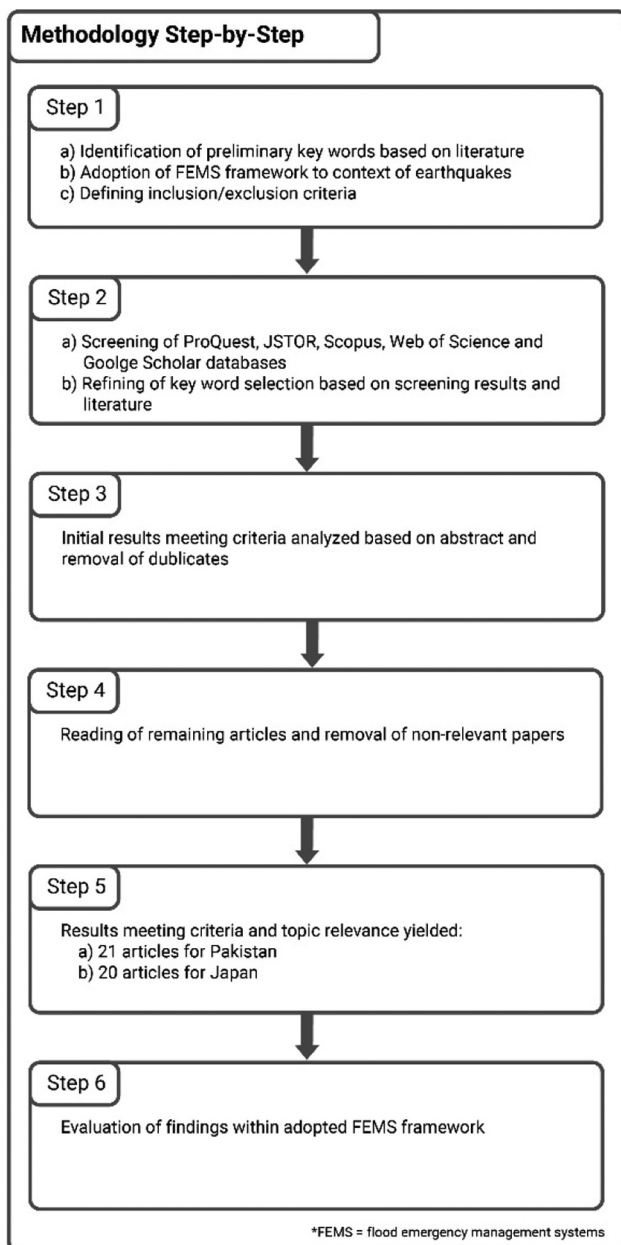 Methodology Step-by-Step
Step 1
a) Identification of preliminary key words based on literature
b) Adoption of FEMS framework to context of earthquakes
c) Defining inclusion/exclusion criteria
Step 2
a) Screening of ProQuest, JSTOR, Scopus, Web of Science and
Goolge Scholar databases
b) Refining of key word selection based on screening results and
literature
Step 3
Initial results meeting criteria analyzed based on abstract and
removal of dublicates
Step 4
Reading of remaining articles and removal of non-relevant papers
Step 5
Results meeting criteria and topic relevance yielded:
a) 21 articles for Pakistan
b) 20 articles for Japan
Step 6
Evaluation of findings within adopted FEMS framework
*FEMS = flood emergency management systems